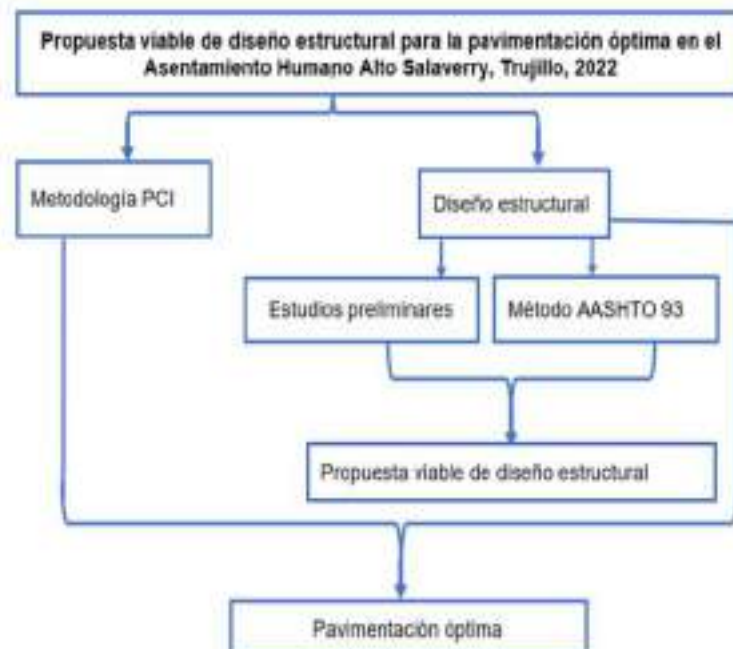 Propuesta viable de diseño estructural para la pavimentación óptima en el
Asentamiento Humano Alto Salaverry, Trujillo, 2022
Metodología PCI
Diseño estructural
Estudios preliminares
Método AASHTO 93
Propuesta viable de diseño estructural
Pavimentación óptima